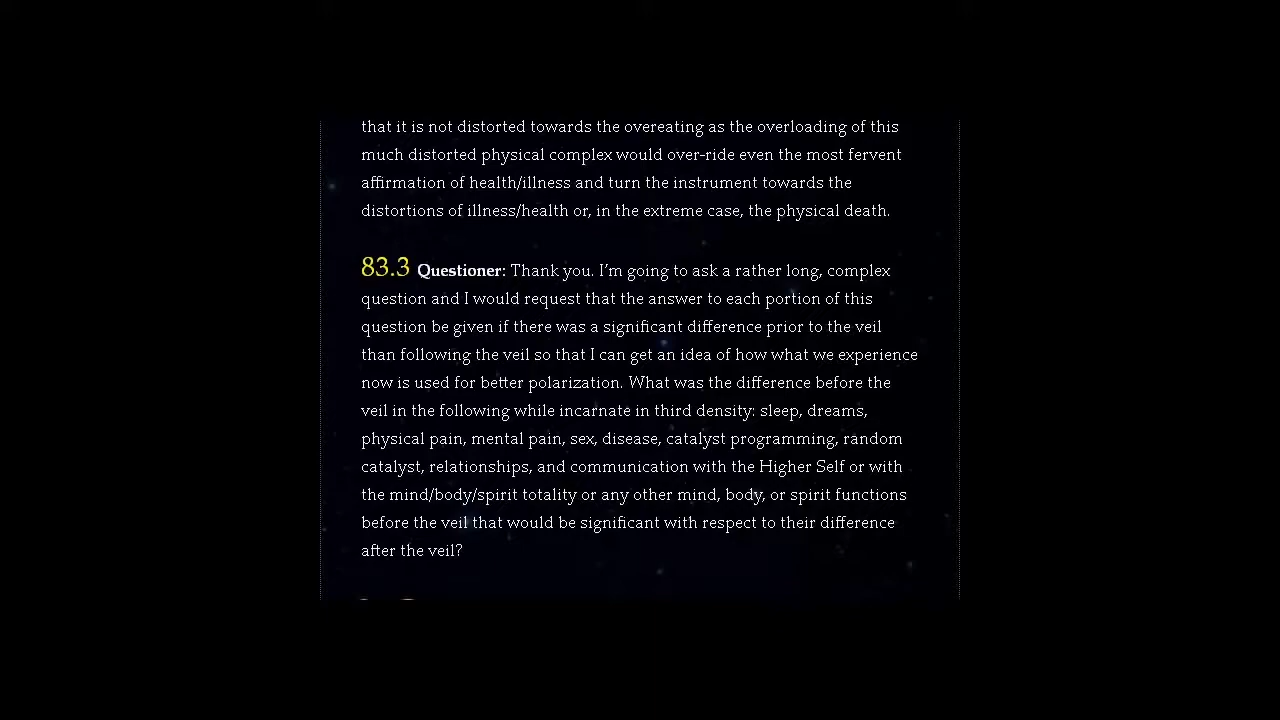 that it is not distorted towards the overeating as the overloading of this
much distorted physical complex would over-ride even the most fervent
affirmation of health/illness and turn the instrument towards the
distortions of illness/health or, in the extreme case, the physical death.
83.3 Questioner: Thank you. I’m going to ask a rather long, complex
question and I would request that the answer to each portion of this
question be given if there was a significant difference prior to the veil
than following the veil so that I can get an idea of how what we experience
now is used for better polarization. What was the difference before the
veil in the following while incarnate in third density: sleep, dreams,
physical pain, mental pain, sex, disease, catalyst programming, random
catalyst, relationships, and communication with the Higher Self or with
the mind/body/spirit totality or any other mind, body, or spirit functions
before the veil that would be significant with respect to their difference
after the veil?